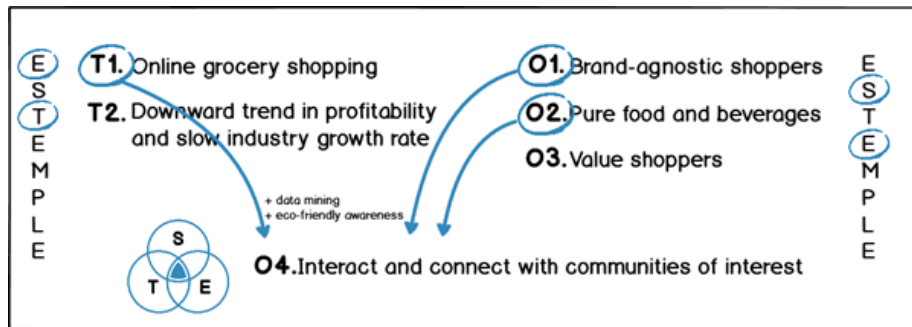 E
S
T
E
M
P
L
E
T1. Online grocery shopping
T2. Downward trend in profitability
and slow industry growth rate
O1. Brand-agnostic shoppers
O2. Pure food and beverages
O3. Value shoppers
+ data mining
+ eco-friendly awareness
O4. Interact and connect with communities of interest
S
T
E
E
S
T
E
M
P
L
E